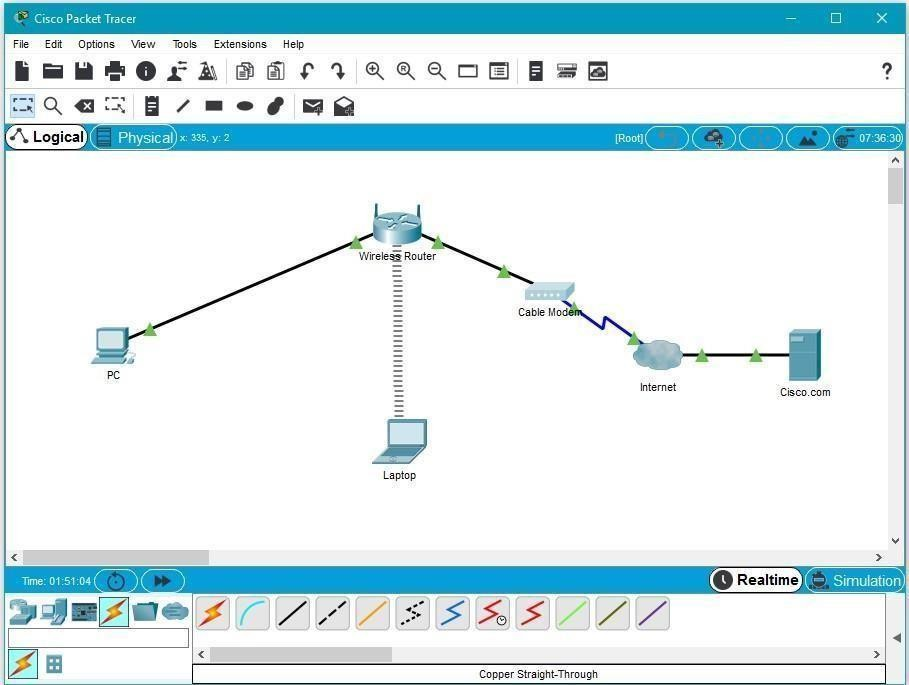 Cisco Packet Tracer
File Edit Options View Tools Extensions Help
Logical Physical x: 335, y: 2 [Root] 07:36:30
Wireless Router
Cable Modem
PC
Internet
Cisco.com
Laptop
Time: 01:51:04 Realtime Simulation
Copper Straight-Through